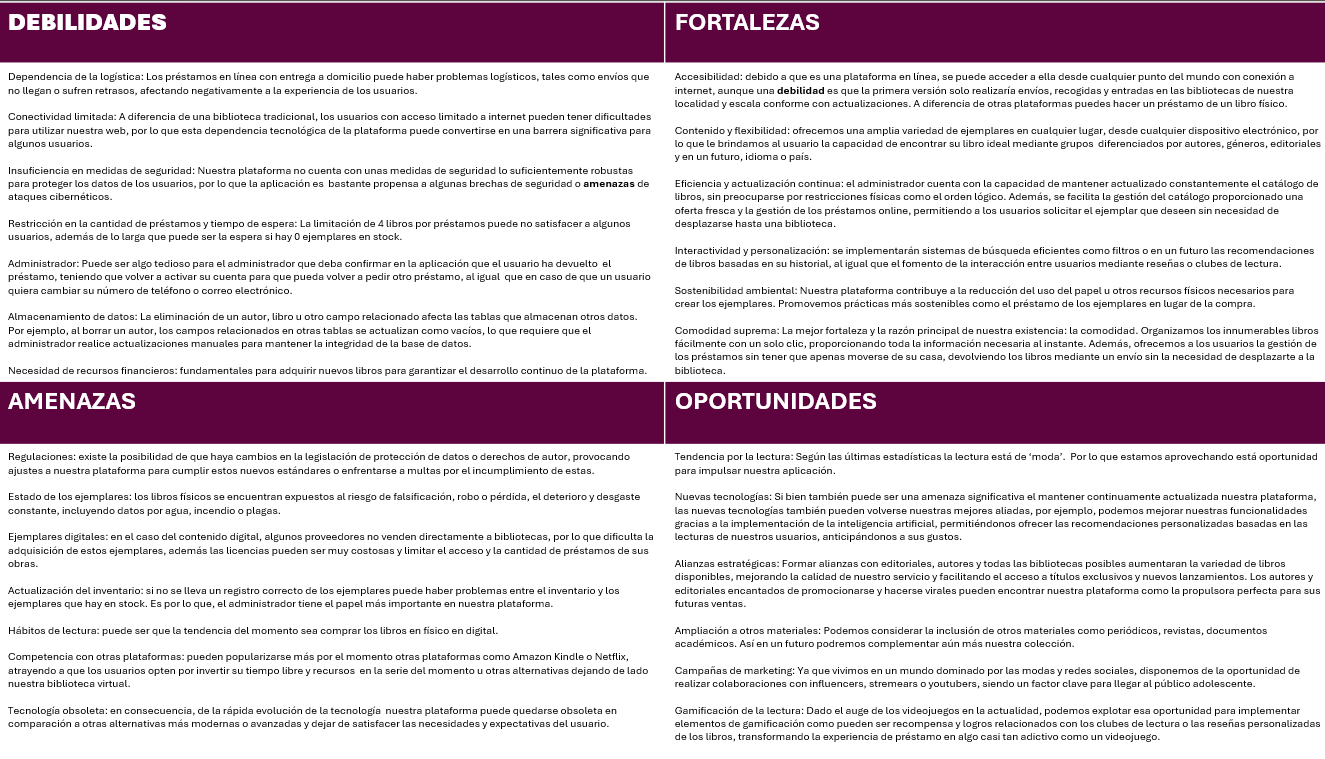 DEBILIDADES
Dependencia de la logística: Los préstamos en línea con entrega a domicilio puede haber problemas logísticos, tales como envíos que
no llegan o sufren retrasos, afectando negativamente a la experiencia de los usuarios.
Conectividad limitada: A diferencia de una biblioteca tradicional, los usuarios con acceso limitado a internet pueden tener dificultades
para utilizar nuestra web, por lo que esta dependencia tecnológica de la plataforma puede convertirse en una barrera significativa para
algunos usuarios.
Insuficiencia en medidas de seguridad: Nuestra plataforma no cuenta con unas medidas de seguridad lo suficientemente robustas
para proteger los datos de los usuarios, por lo que la aplicación es bastante propensa a algunas brechas de seguridad o amenazas de
ataques cibernéticos.
Restricción en la cantidad de préstamos y tiempo de espera: La limitación de 4 libros por préstamos puede no satisfacer a algunos
usuarios, además de lo larga que puede ser la espera si hay 0 ejemplares en stock.
Administrador: Puede ser algo tedioso para el administrador que deba confirmar en la aplicación que el usuario ha devuelto el
préstamo, teniendo que volver a activar su cuenta para que pueda volver a pedir otro préstamo, al igual que en caso de que un usuario
quiera cambiar su número de teléfono o correo electrónico.
Almacenamiento de datos: La eliminación de un autor, libro u otro campo relacionado afecta las tablas que almacenan otros datos.
Por ejemplo, al borrar un autor, los campos relacionados en otras tablas se actualizan como vacíos, lo que requiere que el
administrador realice actualizaciones manuales para mantener la integridad de la base de datos.
Necesidad de recursos financieros: fundamentales para adquirir nuevos libros para garantizar el desarrollo continuo de la plataforma.
FORTALEZAS
Accesibilidad: debido a que es una plataforma en línea, se puede acceder a ella desde cualquier punto del mundo con conexión a
internet, aunque una debilidad es que la primera versión solo realizaría envíos, recogidas y entradas en las bibliotecas de nuestra
localidad y escala conforme con actualizaciones. A diferencia de otras plataformas puedes hacer un préstamo de un libro físico.
Contenido y flexibilidad: ofrecemos una amplia variedad de ejemplares en cualquier lugar, desde cualquier dispositivo electrónico, por
lo que le brindamos al usuario la capacidad de encontrar su libro ideal mediante grupos diferenciados por autores, géneros, editoriales
y en un futuro, idioma o país.
Eficiencia y actualización continua: el administrador cuenta con la capacidad de mantener actualizado constantemente el catálogo de
libros, sin preocuparse por restricciones físicas como el orden lógico. Además, se facilita la gestión del catálogo proporcionado una
oferta fresca y la gestión de los préstamos online, permitiendo a los usuarios solicitar el ejemplar que deseen sin necesidad de
desplazarse hasta una biblioteca.
Interactividad y personalización: se implementarán sistemas de búsqueda eficientes como filtros o en un futuro las recomendaciones
de libros basadas en su historial, al igual que el fomento de la interacción entre usuarios mediante reseñas o clubes de lectura.
Sostenibilidad ambiental: Nuestra plataforma contribuye a la reducción del uso del papel u otros recursos físicos necesarios para
crear los ejemplares. Promovemos prácticas más sostenibles como el préstamo de los ejemplares en lugar de la compra.
Comodidad suprema: La mejor fortaleza y la razón principal de nuestra existencia: la comodidad. Organizamos los innumerables libros
fácilmente con un solo clic, proporcionando toda la información necesaria al instante. Además, ofrecemos a los usuarios la gestión de
los préstamos sin tener que apenas moverse de su casa, devolviendo los libros mediante un envío sin la necesidad de desplazarte a la
biblioteca.
AMENAZAS
Regulaciones: existe la posibilidad de que haya cambios en la legislación de protección de datos o derechos de autor, provocando
ajustes a nuestra plataforma para cumplir estos nuevos estándares o enfrentarse a multas por el incumplimiento de estas.
Estado de los ejemplares: los libros físicos se encuentran expuestos al riesgo de falsificación, robo o pérdida, el deterioro y desgaste
constante, incluyendo datos por agua, incendio o plagas.
Ejemplares digitales: en el caso del contenido digital, algunos proveedores no venden directamente a bibliotecas, por lo que dificulta la
adquisición de estos ejemplares, además las licencias pueden ser muy costosas y limitar el acceso y la cantidad de préstamos de sus
obras.
Actualización del inventario: si no se lleva un registro correcto de los ejemplares puede haber problemas entre el inventario y los
ejemplares que hay en stock. Es por lo que, el administrador tiene el papel más importante en nuestra plataforma.
Hábitos de lectura: puede ser que la tendencia del momento sea comprar los libros en físico en digital.
Competencia con otras plataformas: pueden popularizarse más por el momento otras plataformas como Amazon Kindle o Netflix,
atrayendo a que los usuarios opten por invertir su tiempo libre y recursos en la serie del momento u otras alternativas dejando de lado
nuestra biblioteca virtual.
Tecnología obsoleta: en consecuencia, de la rápida evolución de la tecnología nuestra plataforma puede quedarse obsoleta en
comparación a otras alternativas más modernas o avanzadas y dejar de satisfacer las necesidades y expectativas del usuario.
OPORTUNIDADES
Tendencia por la lectura: Según las últimas estadísticas la lectura está de ‘moda’. Por lo que estamos aprovechando está oportunidad
para impulsar nuestra aplicación.
Nuevas tecnologías: Si bien también puede ser una amenaza significativa el mantener continuamente actualizada nuestra plataforma,
las nuevas tecnologías también pueden volverse nuestras mejores aliadas, por ejemplo, podemos mejorar nuestras funcionalidades
gracias a la implementación de la inteligencia artificial, permitiéndonos ofrecer las recomendaciones personalizadas basadas en las
lecturas de nuestros usuarios, anticipándonos a sus gustos.
Alianzas estratégicas: Formar alianzas con editoriales, autores y todas las bibliotecas posibles aumentaran la variedad de libros
disponibles, mejorando la calidad de nuestro servicio y facilitando el acceso a títulos exclusivos y nuevos lanzamientos. Los autores y
editoriales encantados de promocionarse y hacerse virales pueden encontrar nuestra plataforma como la propulsora perfecta para sus
futuras ventas.
Ampliación a otros materiales: Podemos considerar la inclusión de otros materiales como periódicos, revistas, documentos
académicos. Así en un futuro podremos complementar aún más nuestra colección.
Campañas de marketing: Ya que vivimos en un mundo dominado por las modas y redes sociales, disponemos de la oportunidad de
realizar colaboraciones con influencers, stremears o youtubers, siendo un factor clave para llegar al público adolescente.
Gamificación de la lectura: Dado el auge de los videojuegos en la actualidad, podemos explotar esa oportunidad para implementar
elementos de gamificación como pueden ser recompensa y logros relacionados con los clubes de lectura o las reseñas personalizadas
de los libros, transformando la experiencia de préstamo en algo casi tan adictivo como un videojuego.